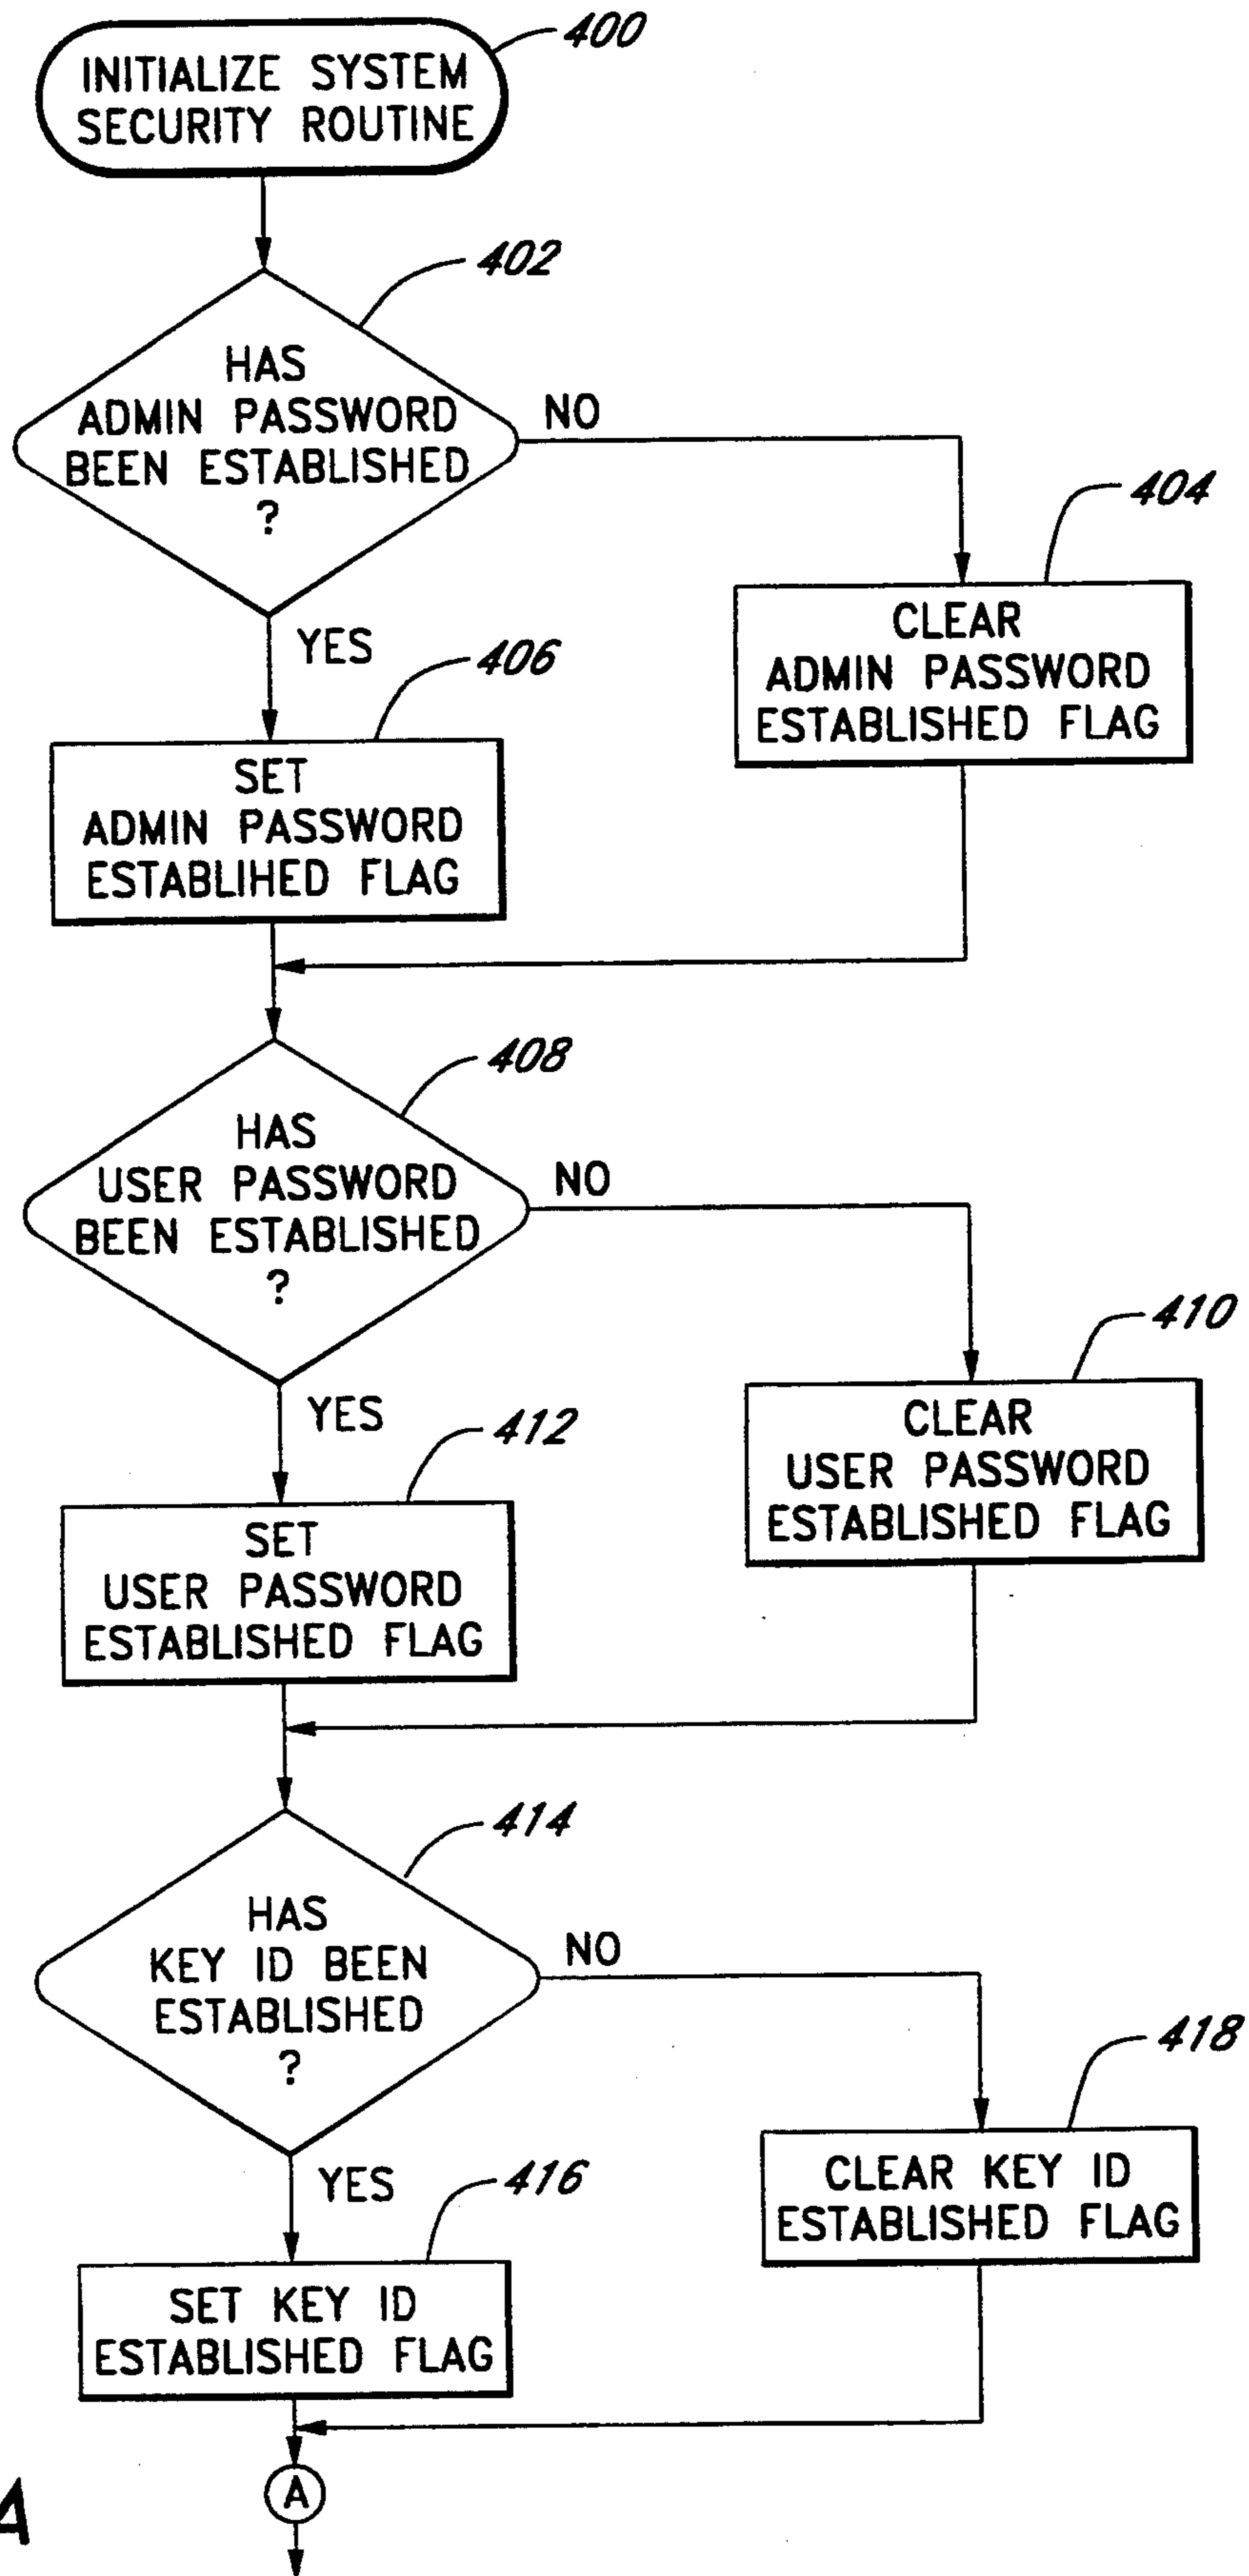 400
INITIALIZE SYSTEM
SECURITY ROUTINE
402
HAS
ADMIN PASSWORD
BEEN ESTABLISHED
?
NO
404
CLEAR
ADMIN PASSWORD
ESTABLISHED FLAG
YES
406
SET
ADMIN PASSWORD
ESTABLIHED FLAG
408
HAS
USER PASSWORD
BEEN ESTABLISHED
?
NO
410
CLEAR
USER PASSWORD
ESTABLISHED FLAG
YES
412
SET
USER PASSWORD
ESTABLISHED FLAG
414
HAS
KEY ID BEEN
ESTABLISHED
?
NO
418
CLEAR KEY ID
ESTABLISHED FLAG
YES
416
SET KEY ID
ESTABLISHED FLAG
A
A